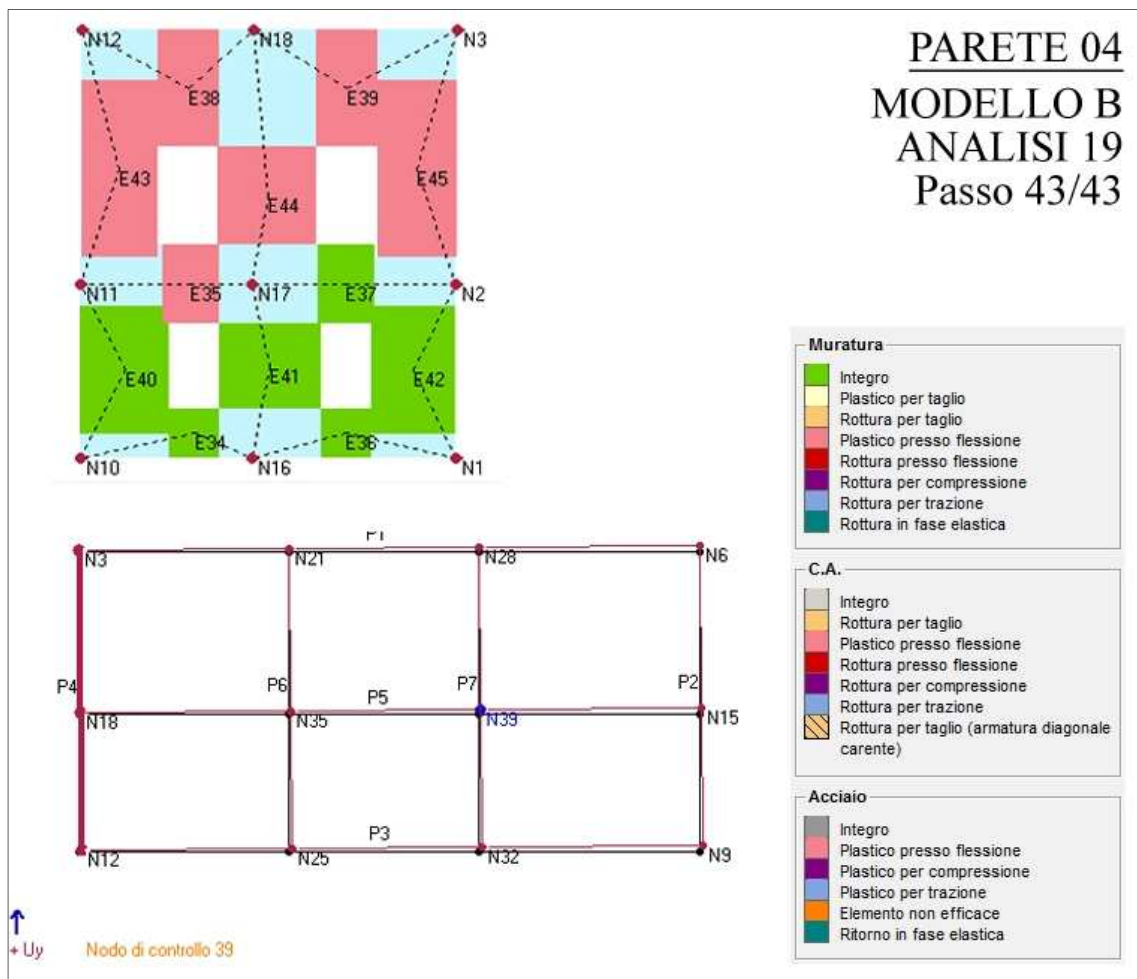 PARETE 04
MODELLO B
ANALISI 19
Passo 43/43
N12
N18
N3
E38
E39
E43
E44
E45
N11
E35
N17
E37
N2
E40
E41
E42
E34
E36
N10
N16
N1
Muratura
Integro
Plastico per taglio
Rottura per taglio
Plastico presso flessione
Rottura presso flessione
Rottura per compressione
Rottura per trazione
Rottura in fase elastica
C.A.
Integro
Rottura per taglio
Plastico presso flessione
Rottura presso flessione
Rottura per compressione
Rottura per trazione
Rottura per taglio (armatura diagonale
carente)
Acciaio
Integro
Plastico presso flessione
Plastico per compressione
Plastico per trazione
Elemento non efficace
Ritorno in fase elastica
P1
N3
N21
N28
N6
P4
P6
P5
P7
P2
N18
N35
N39
N15
P3
N12
N25
N32
N9
+ Uy
Nodo di controllo 39